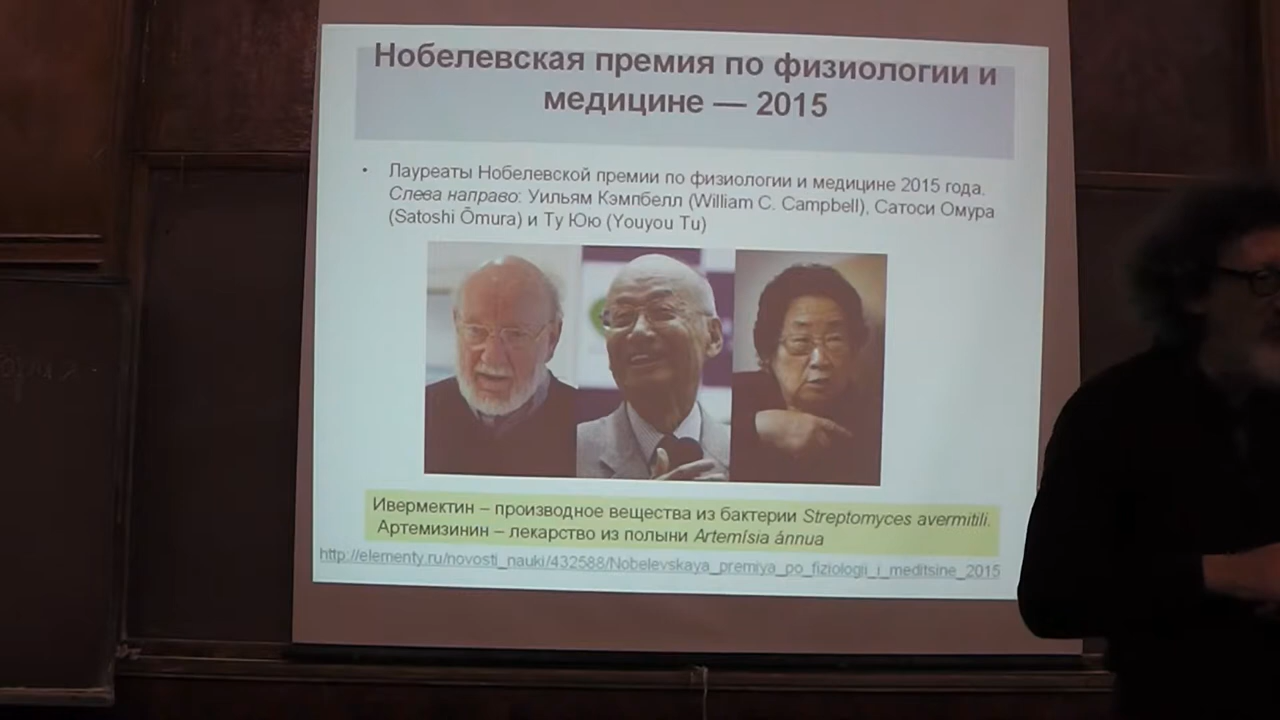 Нобелевская премия по физиологии и
медицине — 2015
• Лауреаты Нобелевской премии по физиологии и медицине 2015 года.
Слева направо: Уильям Кэмпбелл (William C. Campbell), Сатоси Омура
(Satoshi Ōmura) и Ту Юю (Youyou Tu)
Ивермектин – производное вещества из бактерии Streptomyces avermitili.
Артемизинин – лекарство из полыни Artemísia ánnua
http://elementy.ru/novosti_nauki/432588/Nobelevskaya_premiya_po_fiziologii_i_meditsine_2015